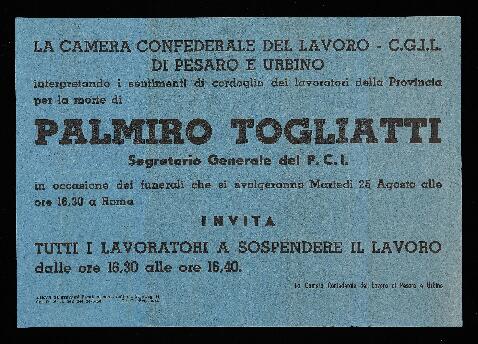 LA CAMERA CONFEDERALE DEL LAVORO - C.G.I.L.
DI PESARO E URBINO
interpretando i sentimenti di cordoglio dei lavoratori della Provincia
per la morte di
PALMIRO TOGLIATTI
Segretario Generale del P. C. I.
in occasione dei funerali che si svolgeranno Martedì 25 Agosto alle
ore 16,30 a Roma
INVITA
TUTTI I LAVORATORI A SOSPENDERE IL LAVORO
dalle ore 16,30 alle ore 16,40.
La Camera Confederale del Lavoro di Pesaro e Urbino